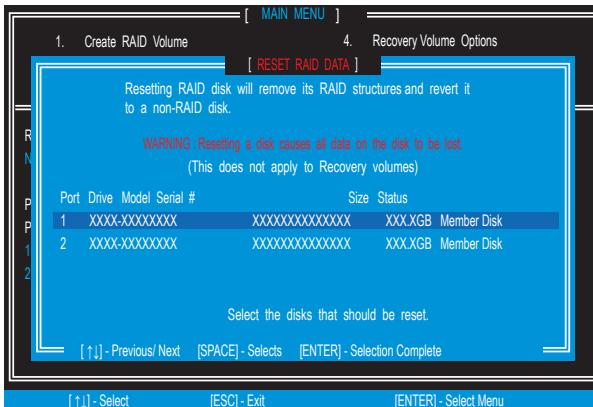 [ MAIN MENU ]
1. Create RAID Volume 4. Recovery Volume Options
[ RESET RAID DATA ]
Resetting RAID disk will remove its RAID structures and revert it
to a non-RAID disk.
WARNING : Resetting a disk causes all data on the disk to be lost.
(This does not apply to Recovery volumes)
R
N
P
P
1
2
Port Drive Model Serial # Size Status
1 XXXX-XXXXXXXX XXXXXXXXXXXXXX XXX.XGB Member Disk
2 XXXX-XXXXXXXX XXXXXXXXXXXXXX XXX.XGB Member Disk
Select the disks that should be reset.
[ ↑↓] - Previous/ Next [SPACE] - Selects [ENTER] - Selection Complete
[ ↑↓] - Select [ESC] - Exit [ENTER] - Select Menu